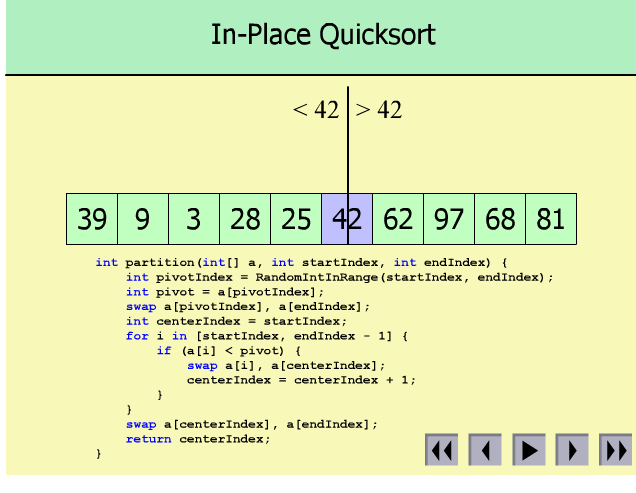 In-Place Quicksort
< 42 > 42
39 9 3 28 25 42 62 97 68 81
int partition(int[] a, int startIndex, int endIndex) {
    int pivotIndex = RandomIntInRange(startIndex, endIndex);
    int pivot = a[pivotIndex];
    swap a[pivotIndex], a[endIndex];
    int centerIndex = startIndex;
    for i in [startIndex, endIndex - 1] {
        if (a[i] < pivot) {
            swap a[i], a[centerIndex];
            centerIndex = centerIndex + 1;
        }
    }
    swap a[centerIndex], a[endIndex];
    return centerIndex;
}